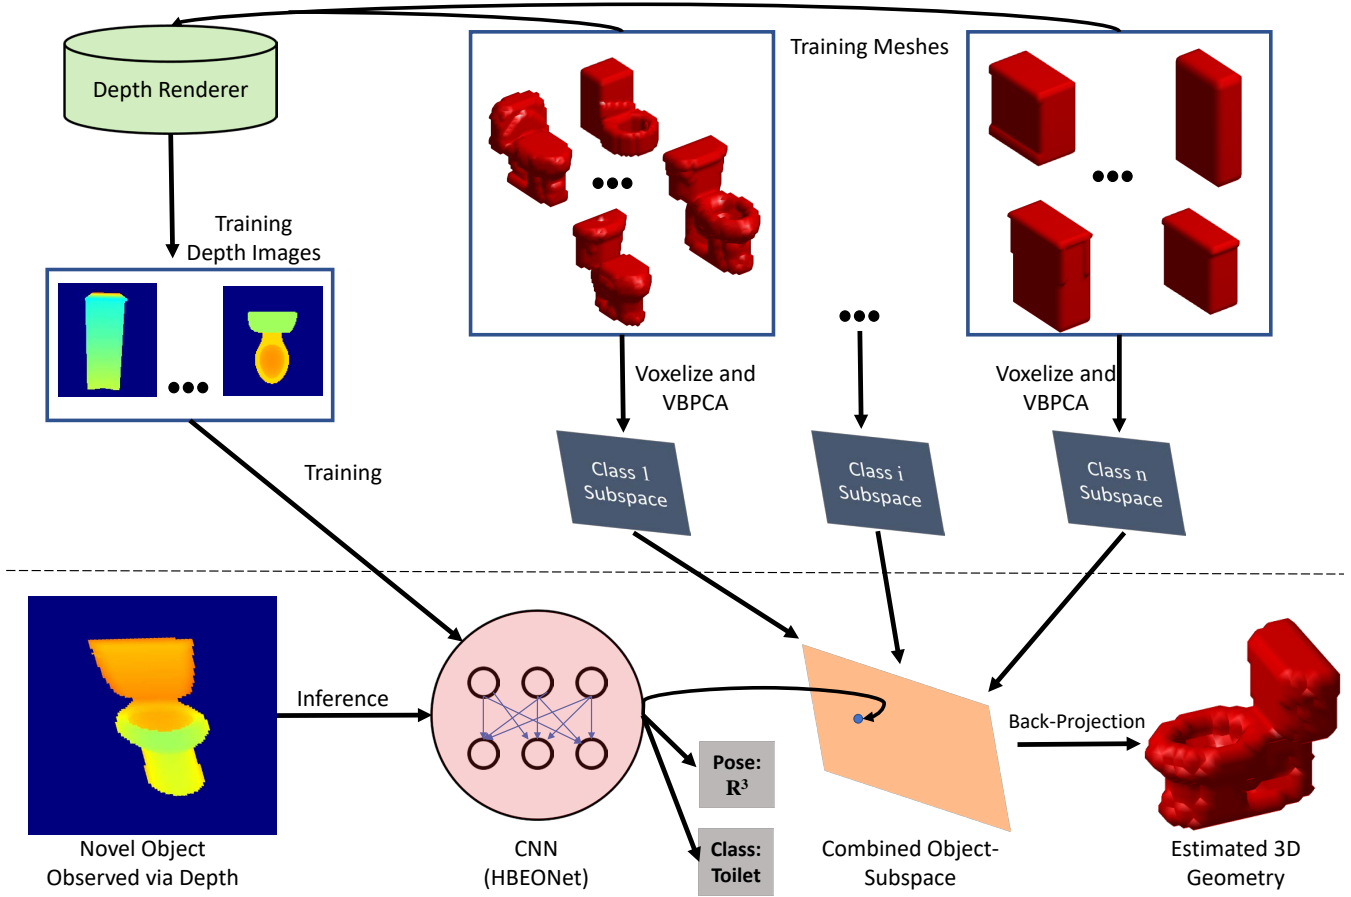 Training Meshes
Depth Renderer
Training
Depth Images
Voxelize and
VBPCA
Voxelize and
VBPCA
Training
Class 1
Subspace
Class i
Subspace
Class n
Subspace
Inference
Back-Projection
Pose:
R³
Class:
Toilet
Novel Object
Observed via Depth
CNN
(HBEONet)
Combined Object-
Subspace
Estimated 3D
Geometry